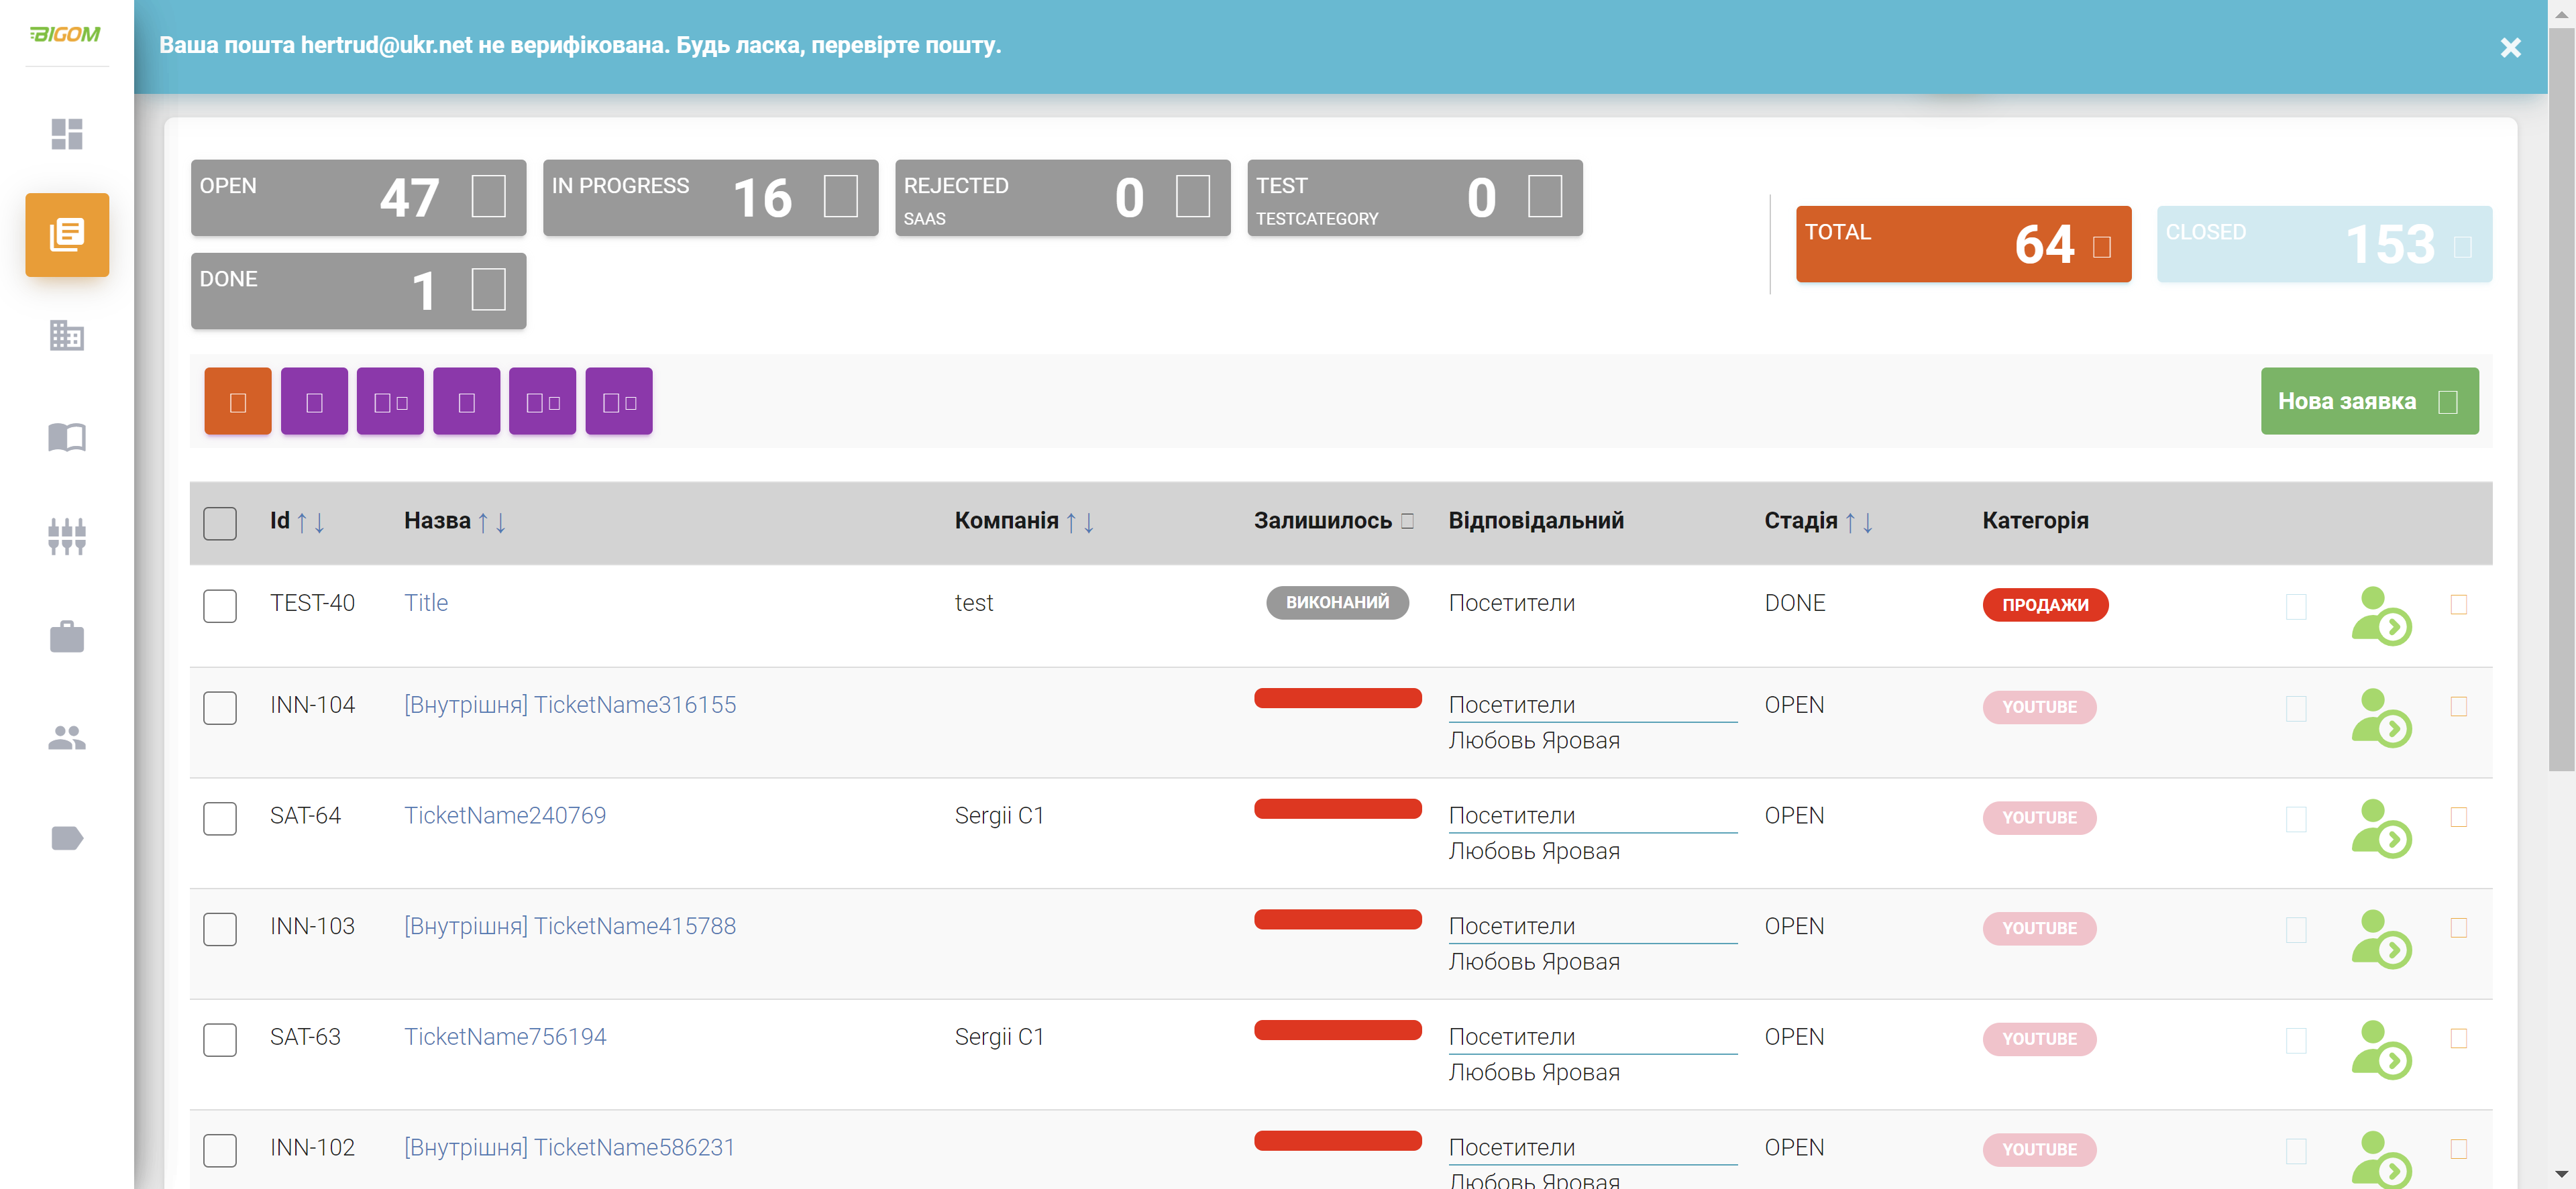 BIGOM
Ваша пошта hertrud@ukr.net не верифікована. Будь ласка, перевірте пошту.
OPEN 47
IN PROGRESS 16
REJECTED 0
SAAS
TEST 0
TESTCATEGORY
DONE 1
TOTAL 64
CLOSED 153
Нова заявка
Id ↑↓ Назва ↑↓ Компанія ↑↓ Залишилось Відповідальний Стадія ↑↓ Категорія
TEST-40 Title test ВИКОНАНИЙ Посетители DONE ПРОДАЖИ
INN-104 [Внутрішня] TicketName316155 Посетители OPEN YOUTUBE
Любовь Яровая
SAT-64 TicketName240769 Sergii C1 Посетители OPEN YOUTUBE
Любовь Яровая
INN-103 [Внутрішня] TicketName415788 Посетители OPEN YOUTUBE
Любовь Яровая
SAT-63 TicketName756194 Sergii C1 Посетители OPEN YOUTUBE
Любовь Яровая
INN-102 [Внутрішня] TicketName586231 Посетители OPEN YOUTUBE
Любовь Яровая